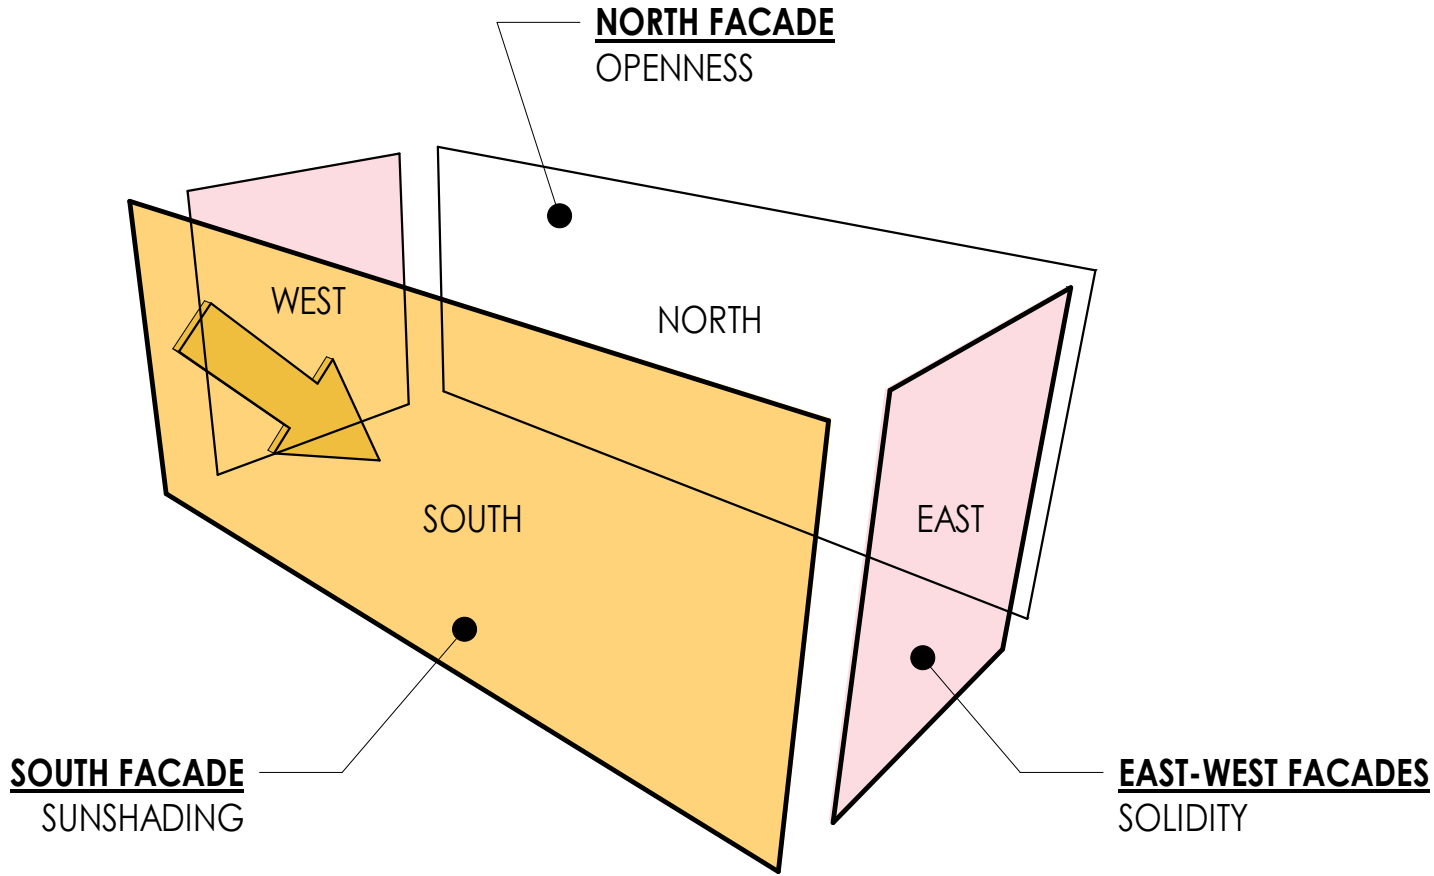 NORTH FACADE
OPENNESS
WEST
NORTH
SOUTH
EAST
SOUTH FACADE
SUNSHADING
EAST-WEST FACADES
SOLIDITY